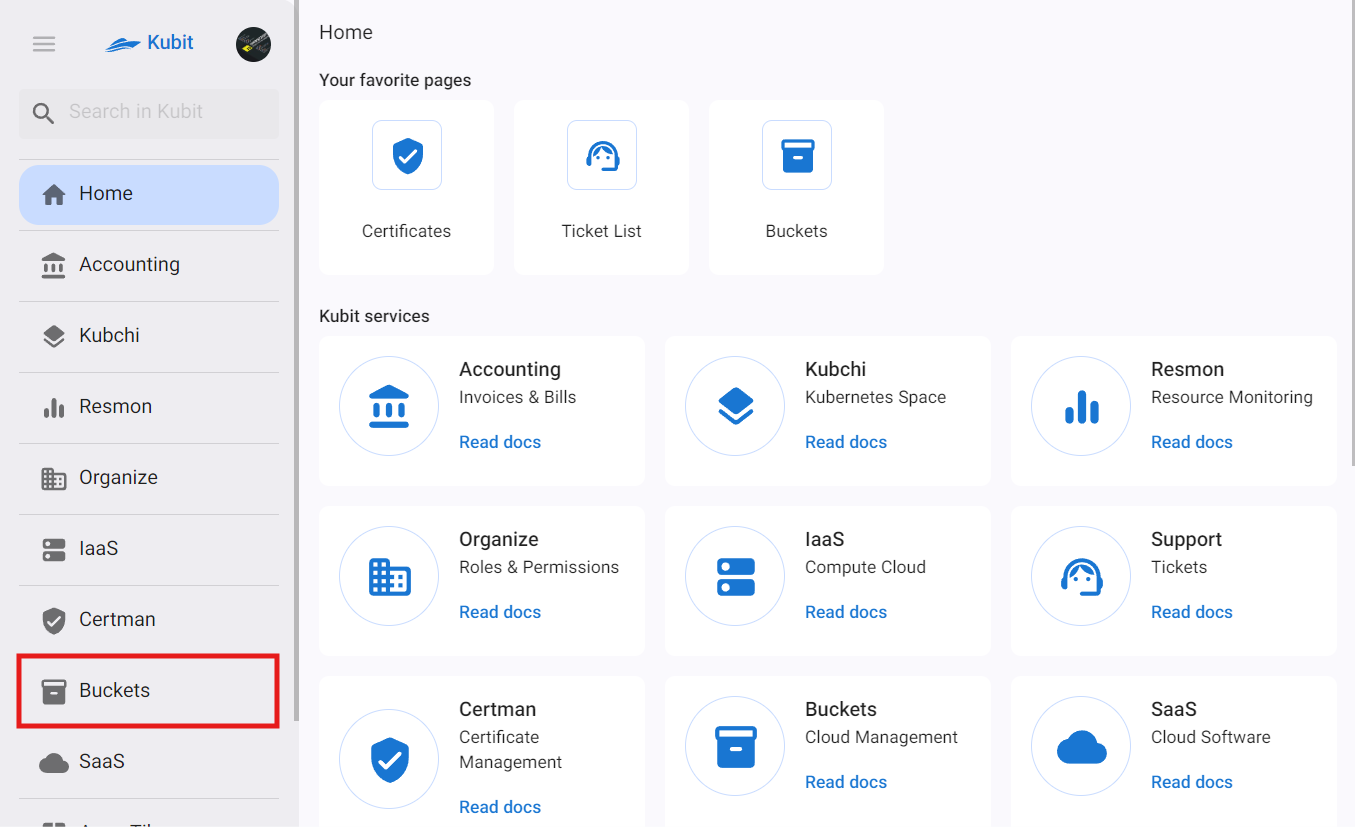 Kubit
Search in Kubit
Home
Accounting
Kubchi
Resmon
Organize
IaaS
Certman
Buckets
SaaS
Home
Your favorite pages
Certificates
Ticket List
Buckets
Kubit services
Accounting
Invoices & Bills
Read docs
Kubchi
Kubernetes Space
Read docs
Resmon
Resource Monitoring
Read docs
Organize
Roles & Permissions
Read docs
IaaS
Compute Cloud
Read docs
Support
Tickets
Read docs
Certman
Certificate
Management
Read docs
Buckets
Cloud Management
Read docs
SaaS
Cloud Software
Read docs